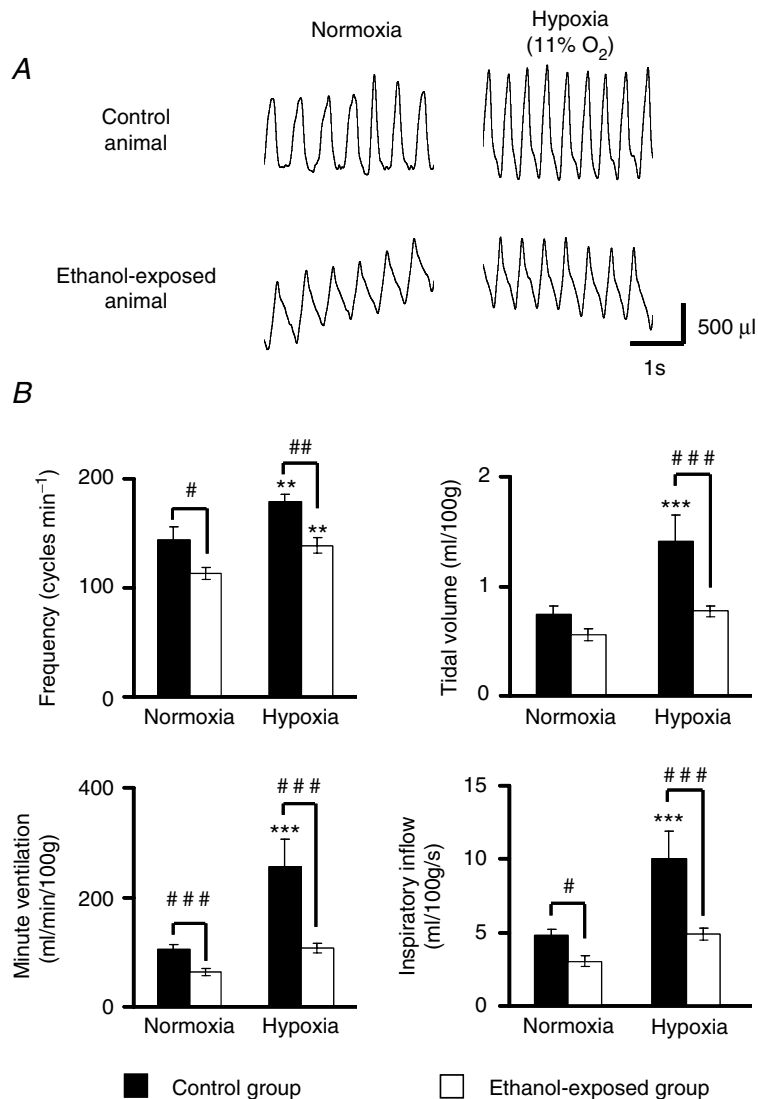 Normoxia
Hypoxia
(11% O₂)
A
Control
animal
Ethanol-exposed
animal
500 µl
1s
B
Frequency (cycles min⁻¹)
200
100
0
#
##
**
**
Normoxia
Hypoxia
Tidal volume (ml/100g)
2
1
0
# # #
***
Normoxia
Hypoxia
Minute ventilation
(ml/min/100g)
400
200
0
# # #
# # #
***
Normoxia
Hypoxia
Inspiratory inflow
(ml/100g/s)
15
10
5
0
#
# # #
***
Normoxia
Hypoxia
Control group
Ethanol-exposed group